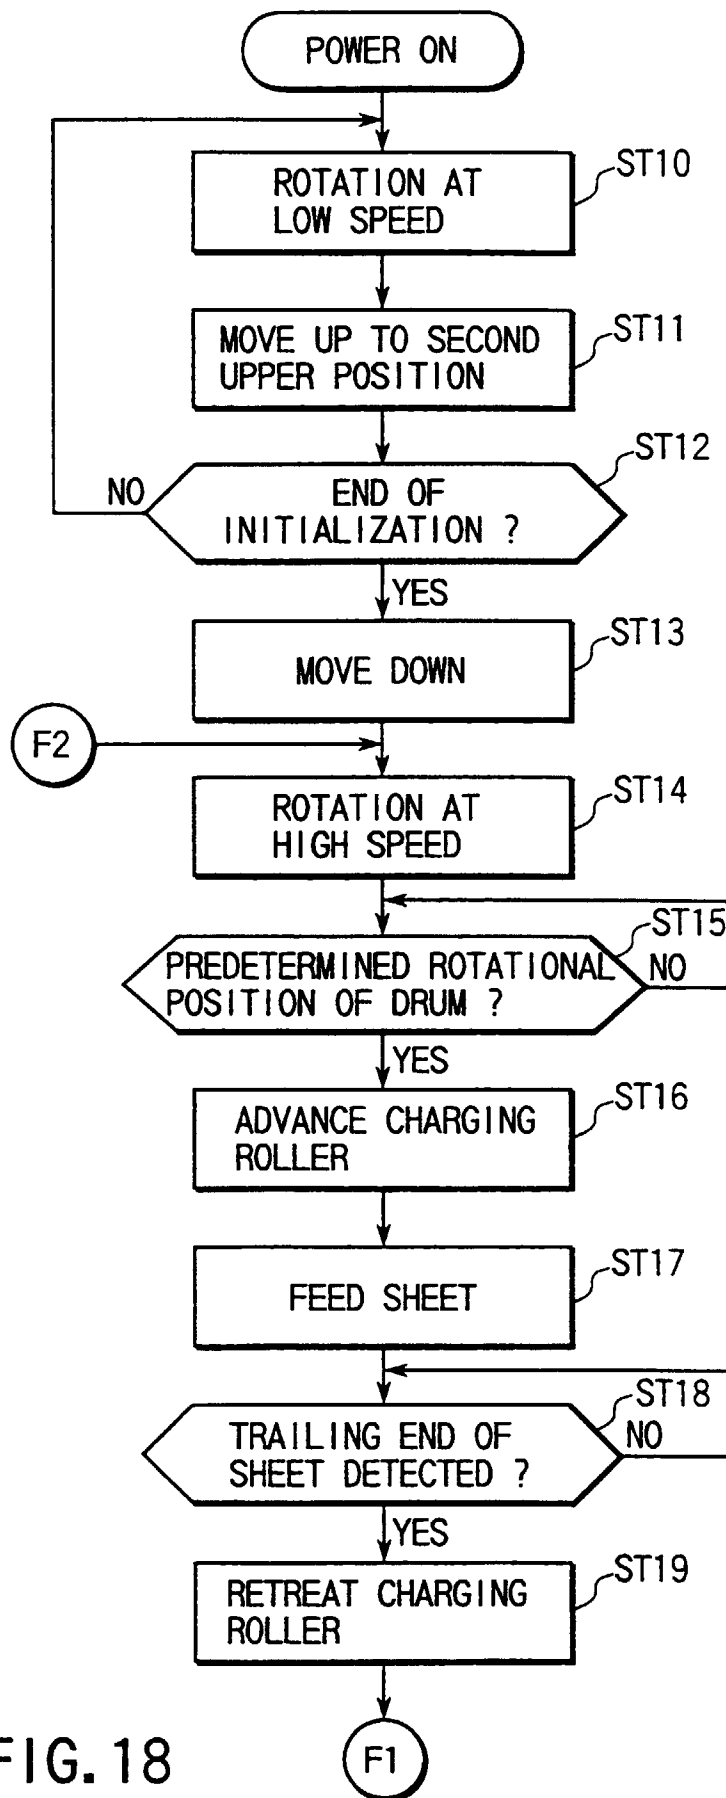 POWER ON
ROTATION AT
LOW SPEED
ST10
MOVE UP TO SECOND
UPPER POSITION
ST11
END OF
INITIALIZATION ?
ST12
NO
YES
MOVE DOWN
ST13
F2
ROTATION AT
HIGH SPEED
ST14
PREDETERMINED ROTATIONAL
POSITION OF DRUM ?
ST15
NO
YES
ADVANCE CHARGING
ROLLER
ST16
FEED SHEET
ST17
TRAILING END OF
SHEET DETECTED ?
ST18
NO
YES
RETREAT CHARGING
ROLLER
ST19
F1
FIG.18